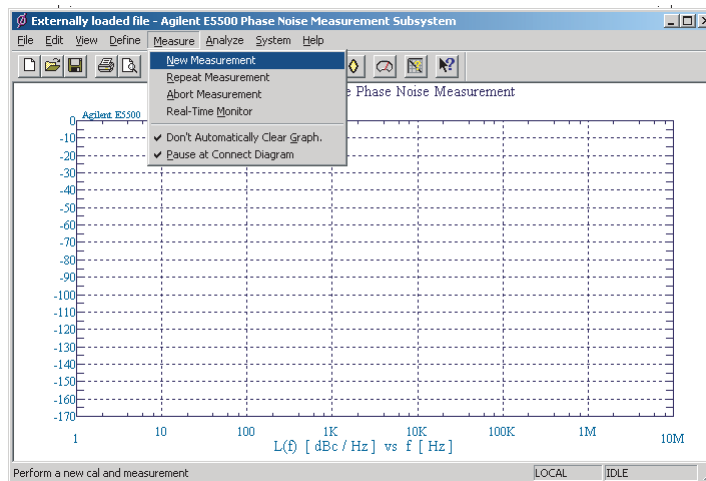 Externally loaded file - Agilent E5500 Phase Noise Measurement Subsystem
File Edit View Define Measure Analyze System Help
New Measurement
Repeat Measurement
Abort Measurement
Real-Time Monitor
✔ Don't Automatically Clear Graph.
✔ Pause at Connect Diagram
e Phase Noise Measurement
Agilent E5500
0
-10
-20
-30
-40
-50
-60
-70
-80
-90
-100
-110
-120
-130
-140
-150
-160
-170
1 10 100 1K 10K 100K 1M 10M
L(f) [ dBc / Hz ] vs f [ Hz ]
Perform a new cal and measurement LOCAL IDLE